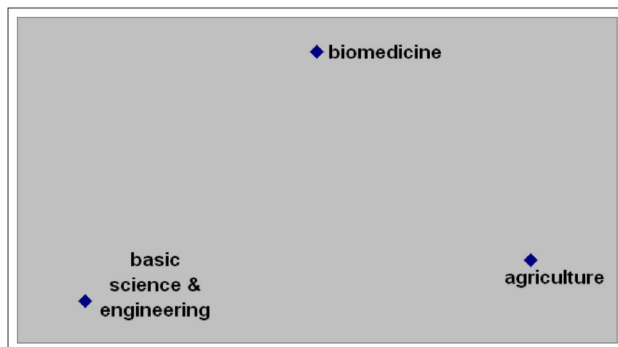 biomedicine
basic
science &
engineering
agriculture